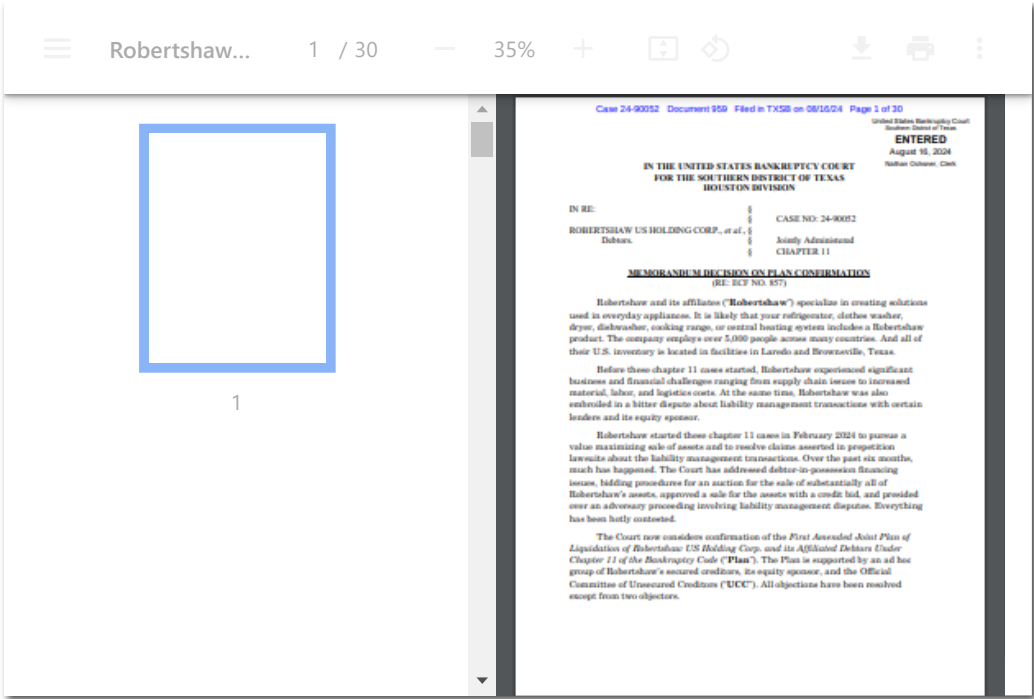 Robertshaw...
1 / 30
35%
1
Case 24-90052 Document 959 Filed in TXSB on 08/16/24 Page 1 of 30
United States Bankruptcy Court
Southern District of Texas
ENTERED
August 16, 2024
Nathan Ochsner, Clerk
IN THE UNITED STATES BANKRUPTCY COURT
FOR THE SOUTHERN DISTRICT OF TEXAS
HOUSTON DIVISION
IN RE: §
§ CASE NO: 24-90052
ROBERTSHAW US HOLDING CORP., et al., §
Debtors. § Jointly Administered
§ CHAPTER 11
MEMORANDUM DECISION ON PLAN CONFIRMATION
(RE: ECF NO. 857)
Robertshaw and its affiliates ("Robertshaw") specialize in creating solutions
used in everyday appliances. It is likely that your refrigerator, clothes washer,
dryer, dishwasher, cooking range, or central heating system includes a Robertshaw
product. The company employs over 5,000 people across many countries. And all of
their U.S. inventory is located in facilities in Laredo and Brownsville, Texas.
Before these chapter 11 cases started, Robertshaw experienced significant
business and financial challenges ranging from supply chain issues to increased
material, labor, and logistics costs. At the same time, Robertshaw was also
embroiled in a bitter dispute about liability management transactions with certain
lenders and its equity sponsor.
Robertshaw started these chapter 11 cases in February 2024 to pursue a
value maximizing sale of assets and to resolve claims asserted in prepetition
lawsuits about the liability management transactions. Over the past six months,
much has happened. The Court has addressed debtor-in-possession financing
issues, bidding procedures for an auction for the sale of substantially all of
Robertshaw's assets, approved a sale for the assets with a credit bid, and presided
over an adversary proceeding involving liability management disputes. Everything
has been hotly contested.
The Court now considers confirmation of the First Amended Joint Plan of
Liquidation of Robertshaw US Holding Corp. and its Affiliated Debtors Under
Chapter 11 of the Bankruptcy Code ("Plan"). The Plan is supported by an ad hoc
group of Robertshaw's secured creditors, its equity sponsor, and the Official
Committee of Unsecured Creditors ("UCC"). All objections have been resolved
except from two objectors.